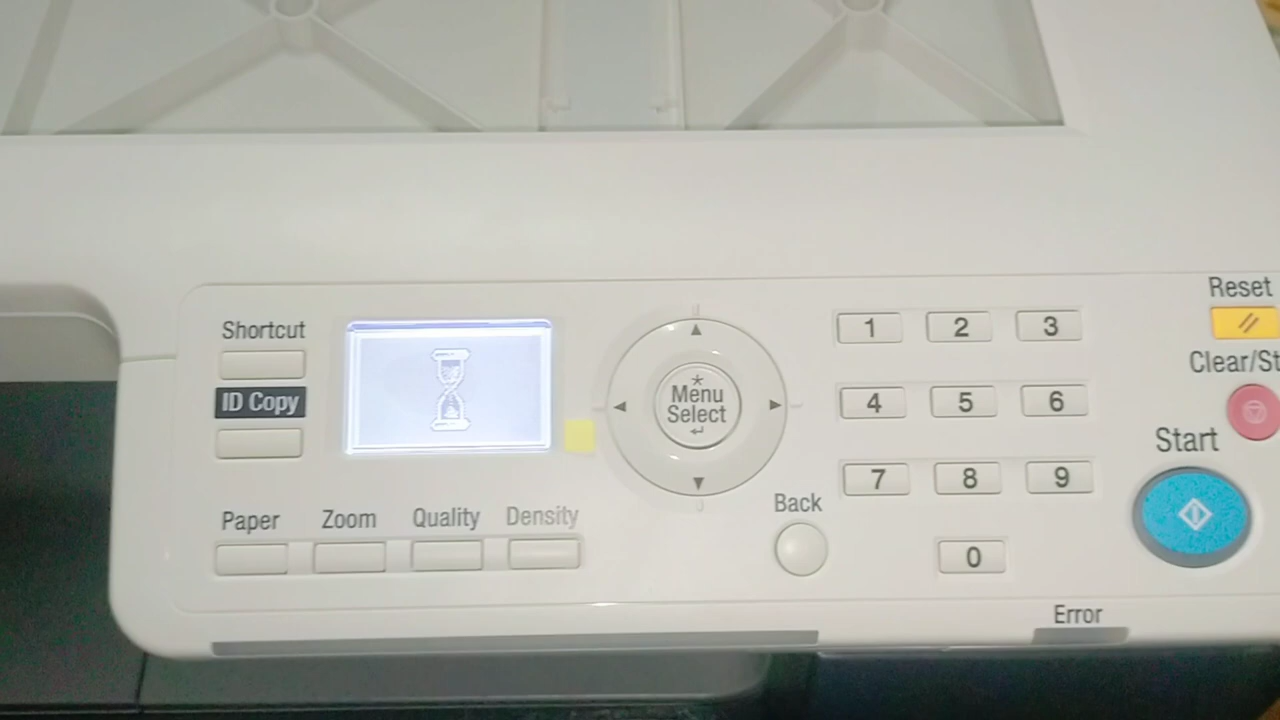 Shortcut
ID Copy
Paper
Zoom
Quality
Density
*
Menu
Select
Back
1
2
3
4
5
6
7
8
9
0
Reset
Clear/St
Start
Error